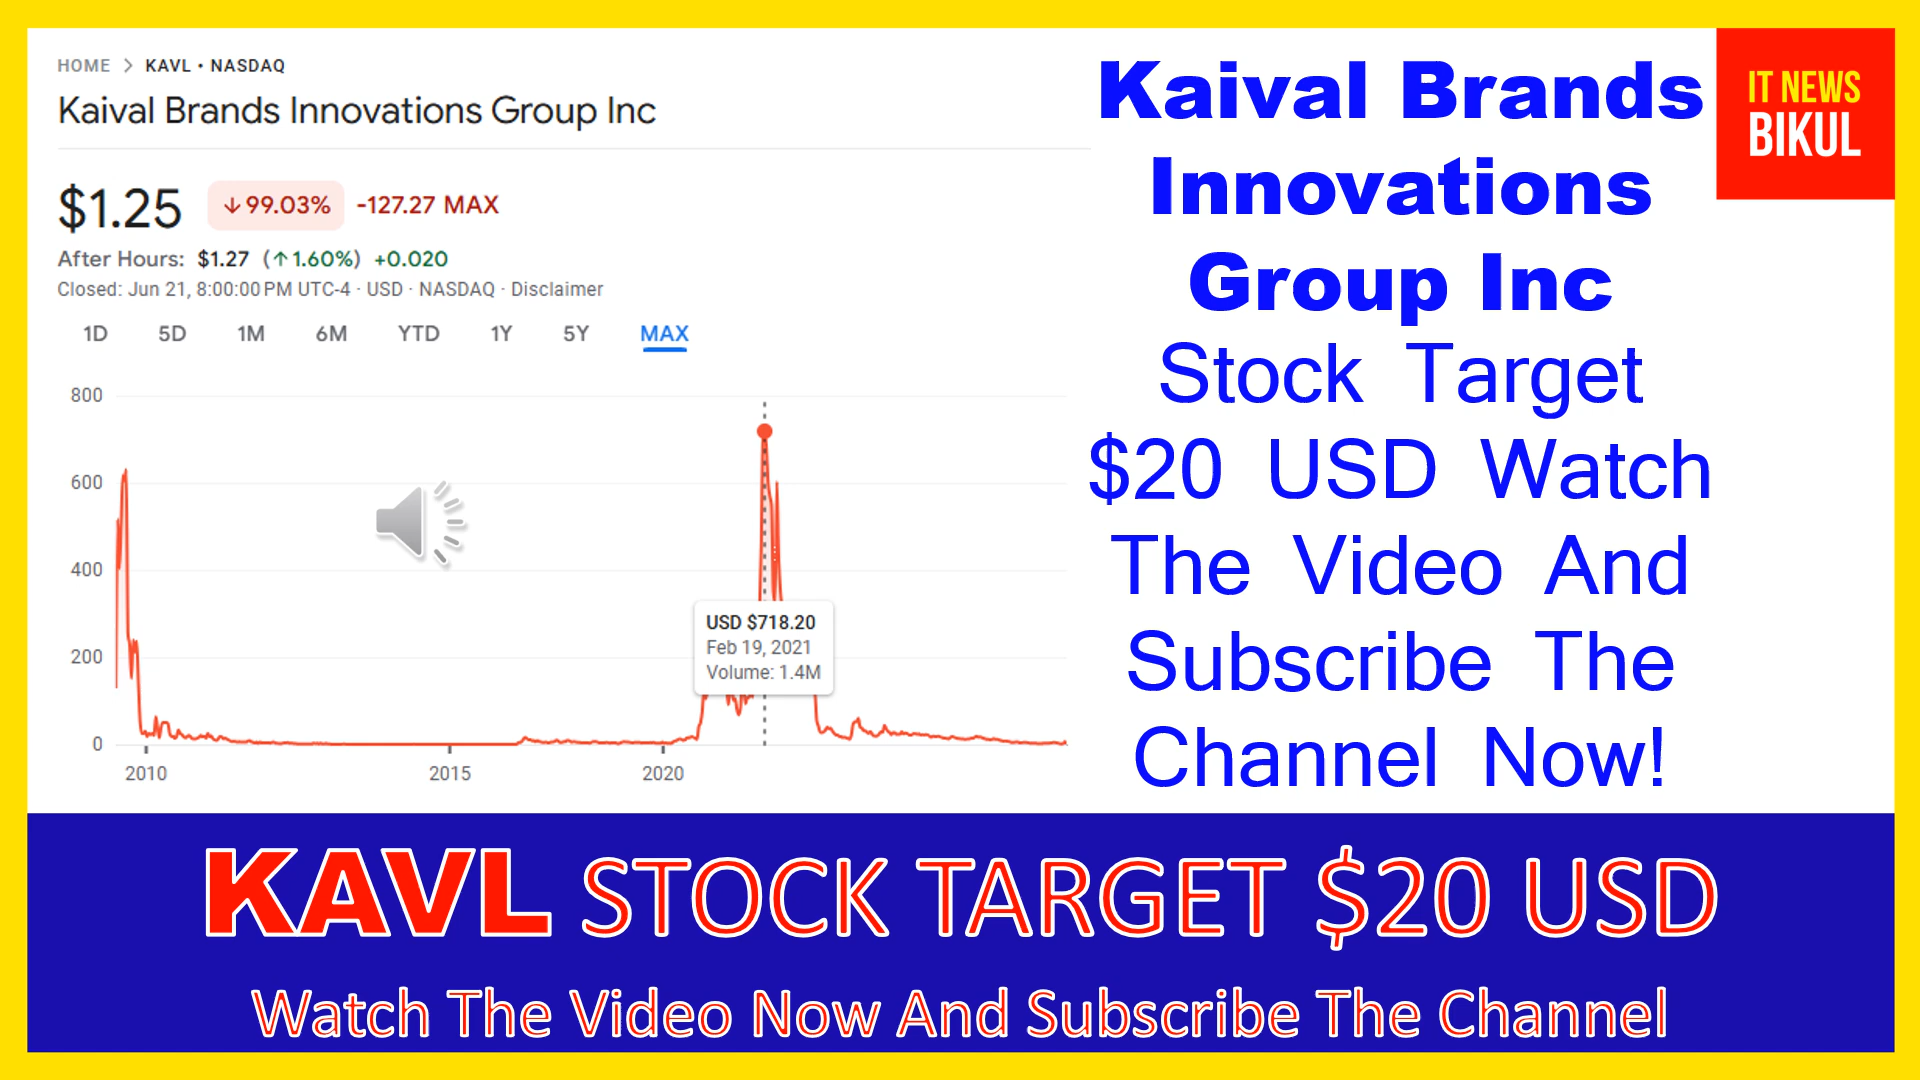 HOME > KAVL • NASDAQ
Kaival Brands Innovations Group Inc
$1.25 ↓99.03% -127.27 MAX
After Hours: $1.27 (↑1.60%) +0.020
Closed: Jun 21, 8:00:00 PM UTC-4 · USD · NASDAQ · Disclaimer
1D 5D 1M 6M YTD 1Y 5Y MAX
800
600
400
200
0
USD $718.20
Feb 19, 2021
Volume: 1.4M
2010 2015 2020
Kaival Brands
Innovations
Group Inc
Stock Target
$20 USD Watch
The Video And
Subscribe The
Channel Now!
IT NEWS
BIKUL
KAVL STOCK TARGET $20 USD
Watch The Video Now And Subscribe The Channel